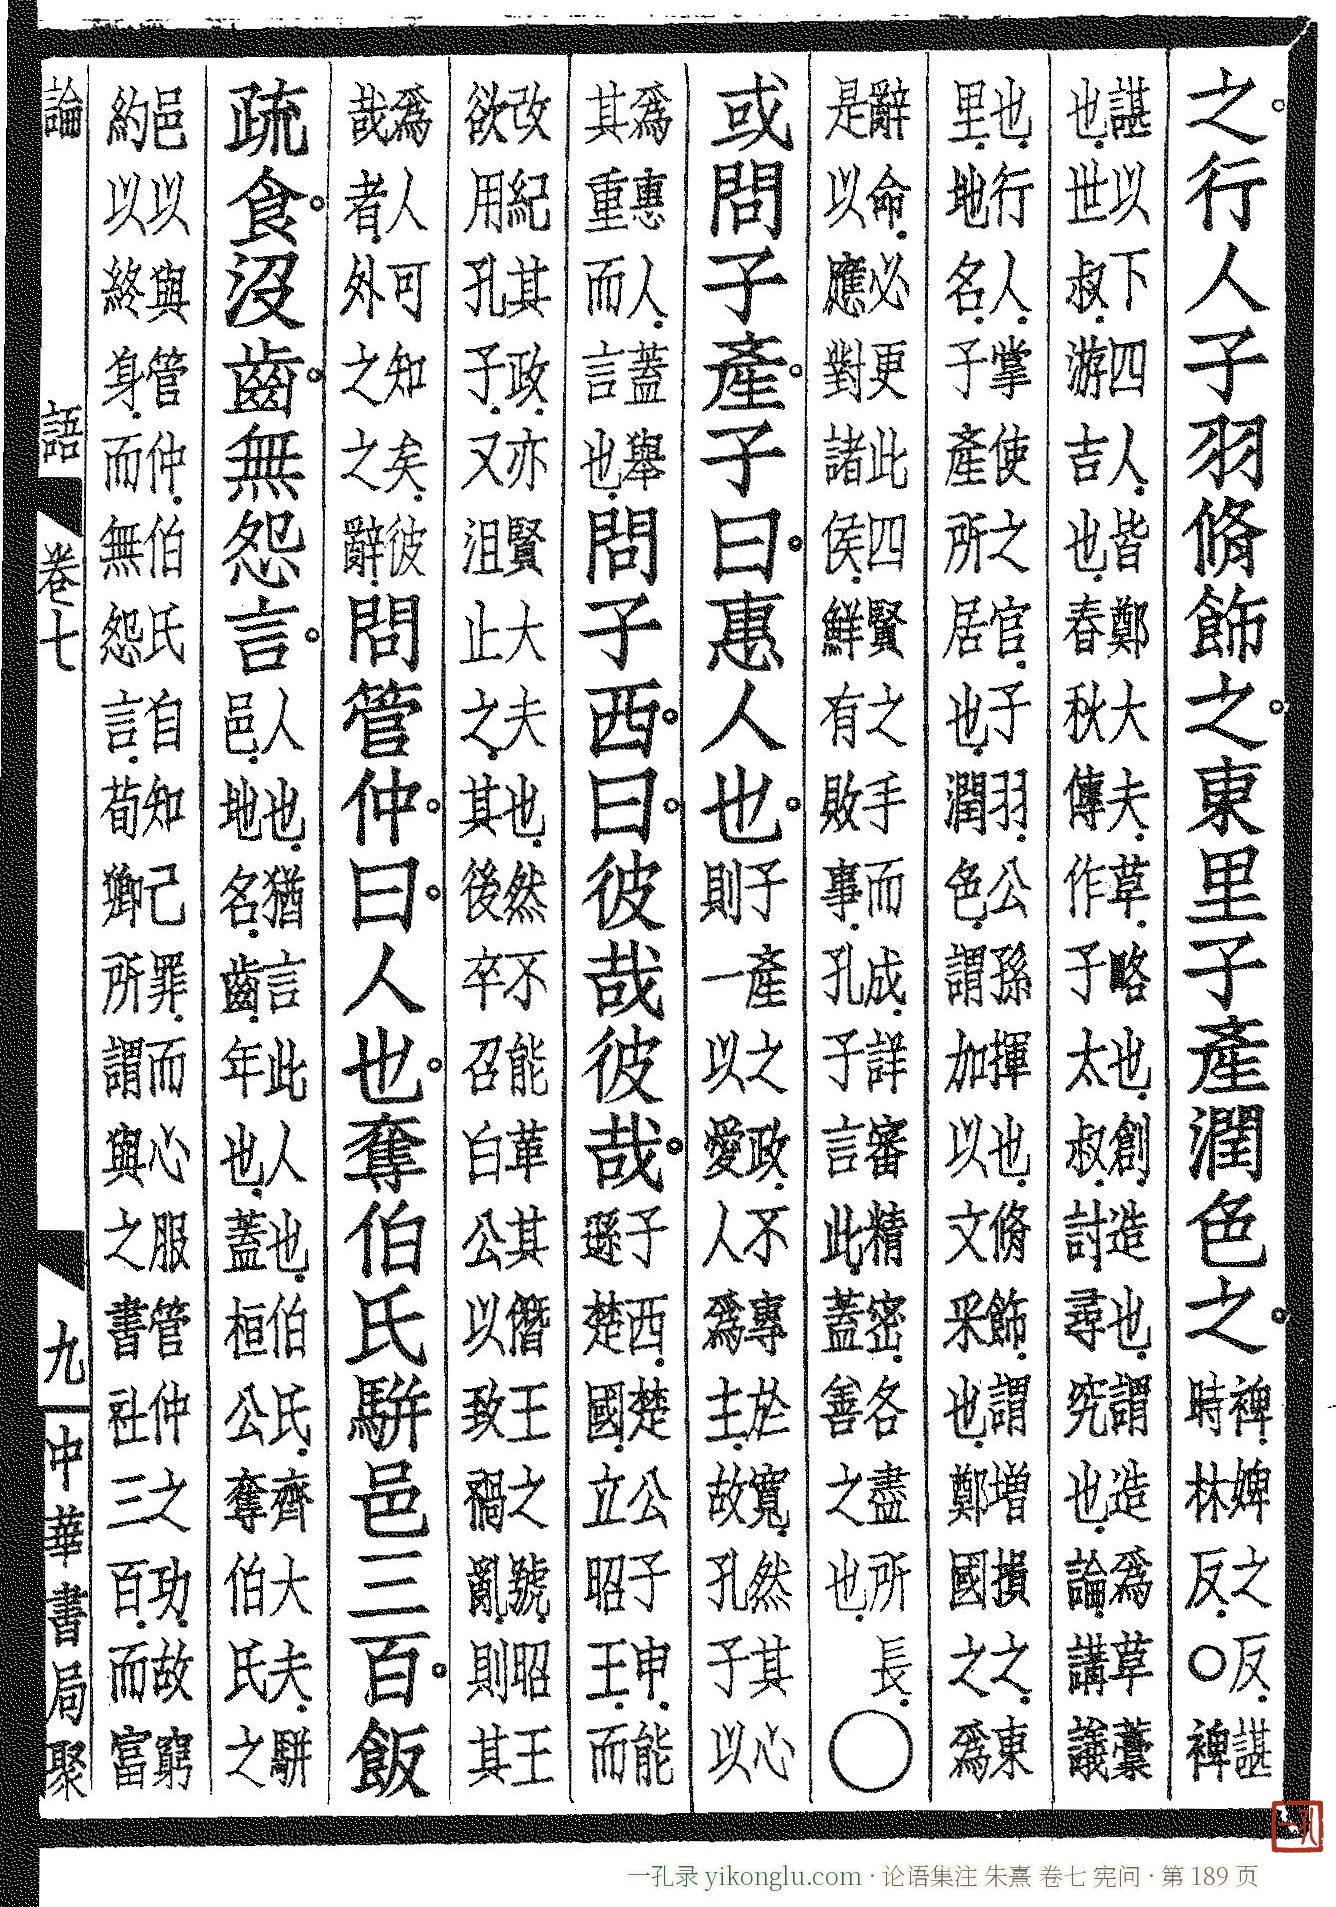 之行人子羽脩飾之東里子產潤色之裨婢之反諶
時林反○裨
諶以下四人皆鄭大夫草略也創造也謂造爲草藁
也世叔游吉也春秋傳作子太叔討尋究也論講議
也行人掌使之官子羽公孫揮也脩飾謂增損之東
里地名子產所居也潤色謂加以文采也鄭國之爲
辭命必更此四賢之手而成詳審精密各盡所長
是以應對諸侯鮮有敗事孔子言此蓋善之也○
或問子產子曰惠人也子產之政不專於寬然其心
則一以愛人爲主故孔子以
爲惠人蓋舉
其重而言也問子西曰彼哉彼哉子西楚公子申能
遜楚國立昭王而
改紀其政亦賢大夫也然不能革其僭王之號昭王
欲用孔子又沮止之其後卒召白公以致禍亂則其
爲人可知矣彼
哉者外之之辭問管仲曰人也奪伯氏駢邑三百飯
疏食沒齒無怨言人也猶言此人也伯氏齊大夫駢
邑地名齒年也蓋桓公奪伯氏之
邑以與管仲伯氏自知己罪而心服管仲之功故窮
約以終身而無怨言荀卿所謂與之書社三百而富
論語 卷七 九 中華書局聚
一孔录 yikonglu.com · 论语集注 朱熹 卷七 宪问 · 第 189 页